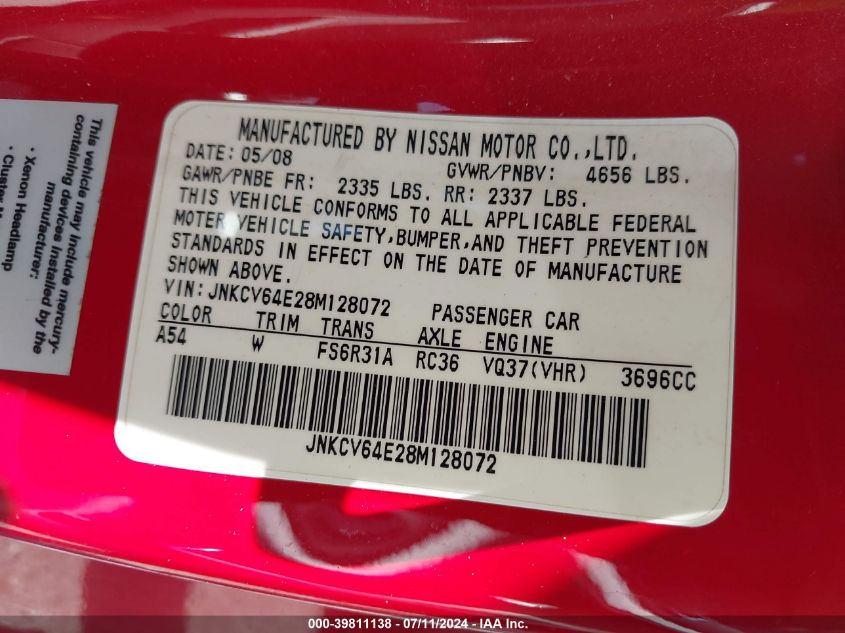 This vehicle may include mercury-
containing devices installed by the
manufacturer:
• Xenon Headlamp
• Cluster M
MANUFACTURED BY NISSAN MOTOR CO.,LTD.
DATE: 05/08 GVWR/PNBV: 4656 LBS.
GAWR/PNBE FR: 2335 LBS. RR: 2337 LBS.
THIS VEHICLE CONFORMS TO ALL APPLICABLE FEDERAL
MOTER VEHICLE SAFETY,BUMPER,AND THEFT PREVENTION
STANDARDS IN EFFECT ON THE DATE OF MANUFACTURE
SHOWN ABOVE.
VIN: JNKCV64E28M128072 PASSENGER CAR
COLOR TRIM TRANS AXLE ENGINE
A54 W FS6R31A RC36 VQ37(VHR) 3696CC
JNKCV64E28M128072
000-39811138 - 07/11/2024 - IAAI.com